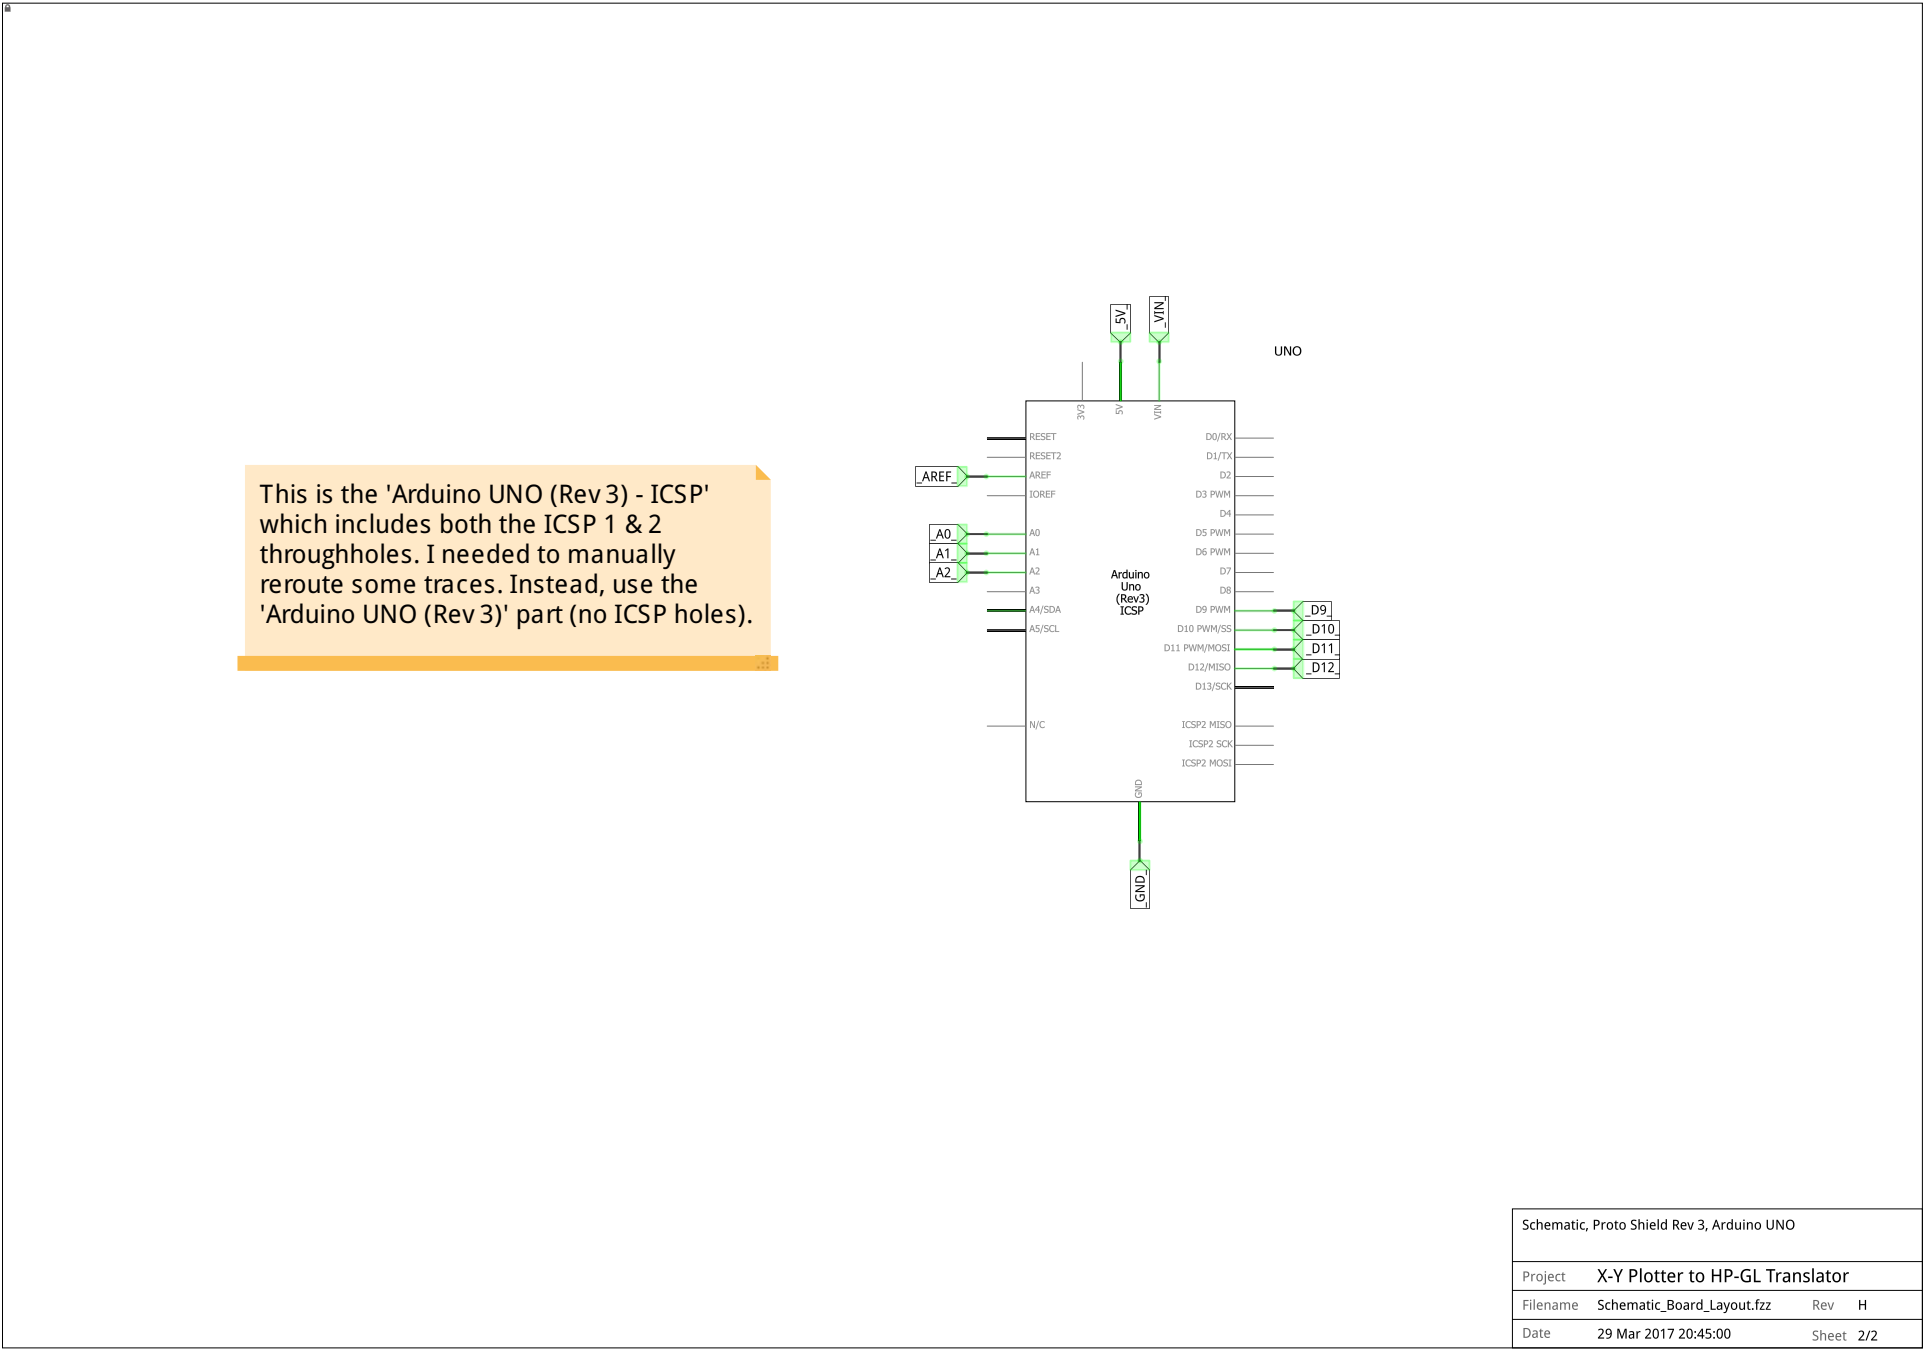 _5V_
_VIN_
UNO
3V3
5V
VIN
RESET
D0/RX
RESET2
D1/TX
_AREF_
AREF
D2
IOREF
D3 PWM
D4
_A0_
A0
D5 PWM
_A1_
A1
D6 PWM
_A2_
A2
D7
A3
D8
A4/SDA
D9 PWM
_D9_
A5/SCL
D10 PWM/SS
_D10_
D11 PWM/MOSI
_D11_
D12/MISO
_D12_
D13/SCK
Arduino
Uno
(Rev3)
ICSP
N/C
ICSP2 MISO
ICSP2 SCK
ICSP2 MOSI
GND
_GND_
This is the 'Arduino UNO (Rev 3) - ICSP'
which includes both the ICSP 1 & 2
throughholes. I needed to manually
reroute some traces. Instead, use the
'Arduino UNO (Rev 3)' part (no ICSP holes).
Schematic, Proto Shield Rev 3, Arduino UNO
Project X-Y Plotter to HP-GL Translator
Filename Schematic_Board_Layout.fzz Rev H
Date 29 Mar 2017 20:45:00 Sheet 2/2